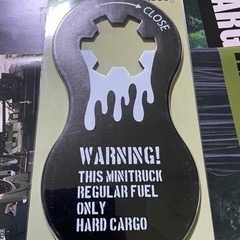 CLOSE
WARNING!
THIS MINITRUCK
REGULAR FUEL
ONLY
HARD CARGO